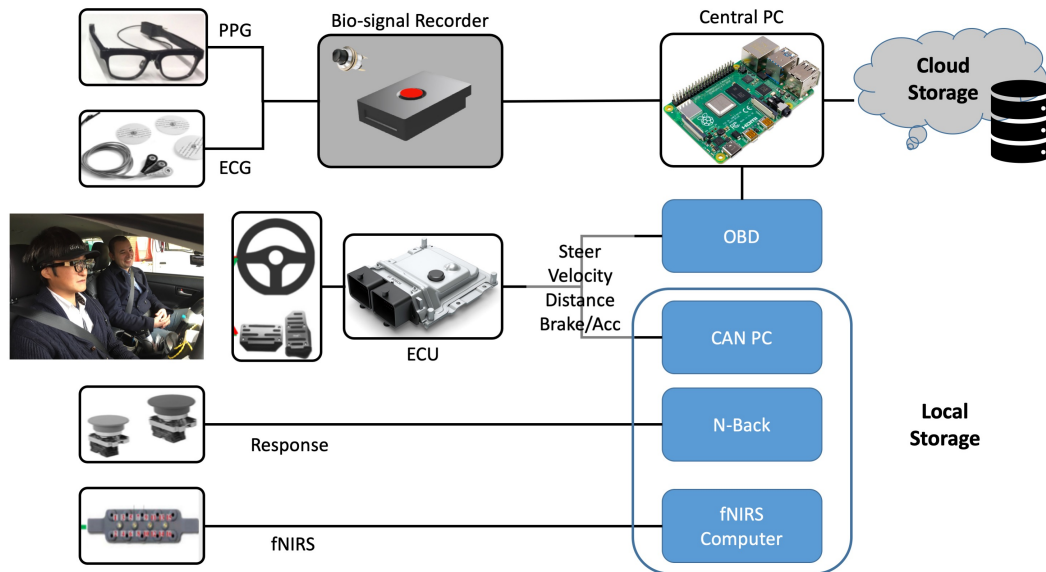 Bio-signal Recorder
Central PC
PPG
ECG
Cloud
Storage
OBD
Steer
Velocity
Distance
Brake/Acc
ECU
CAN PC
N-Back
Response
Local
Storage
fNIRS
fNIRS
Computer